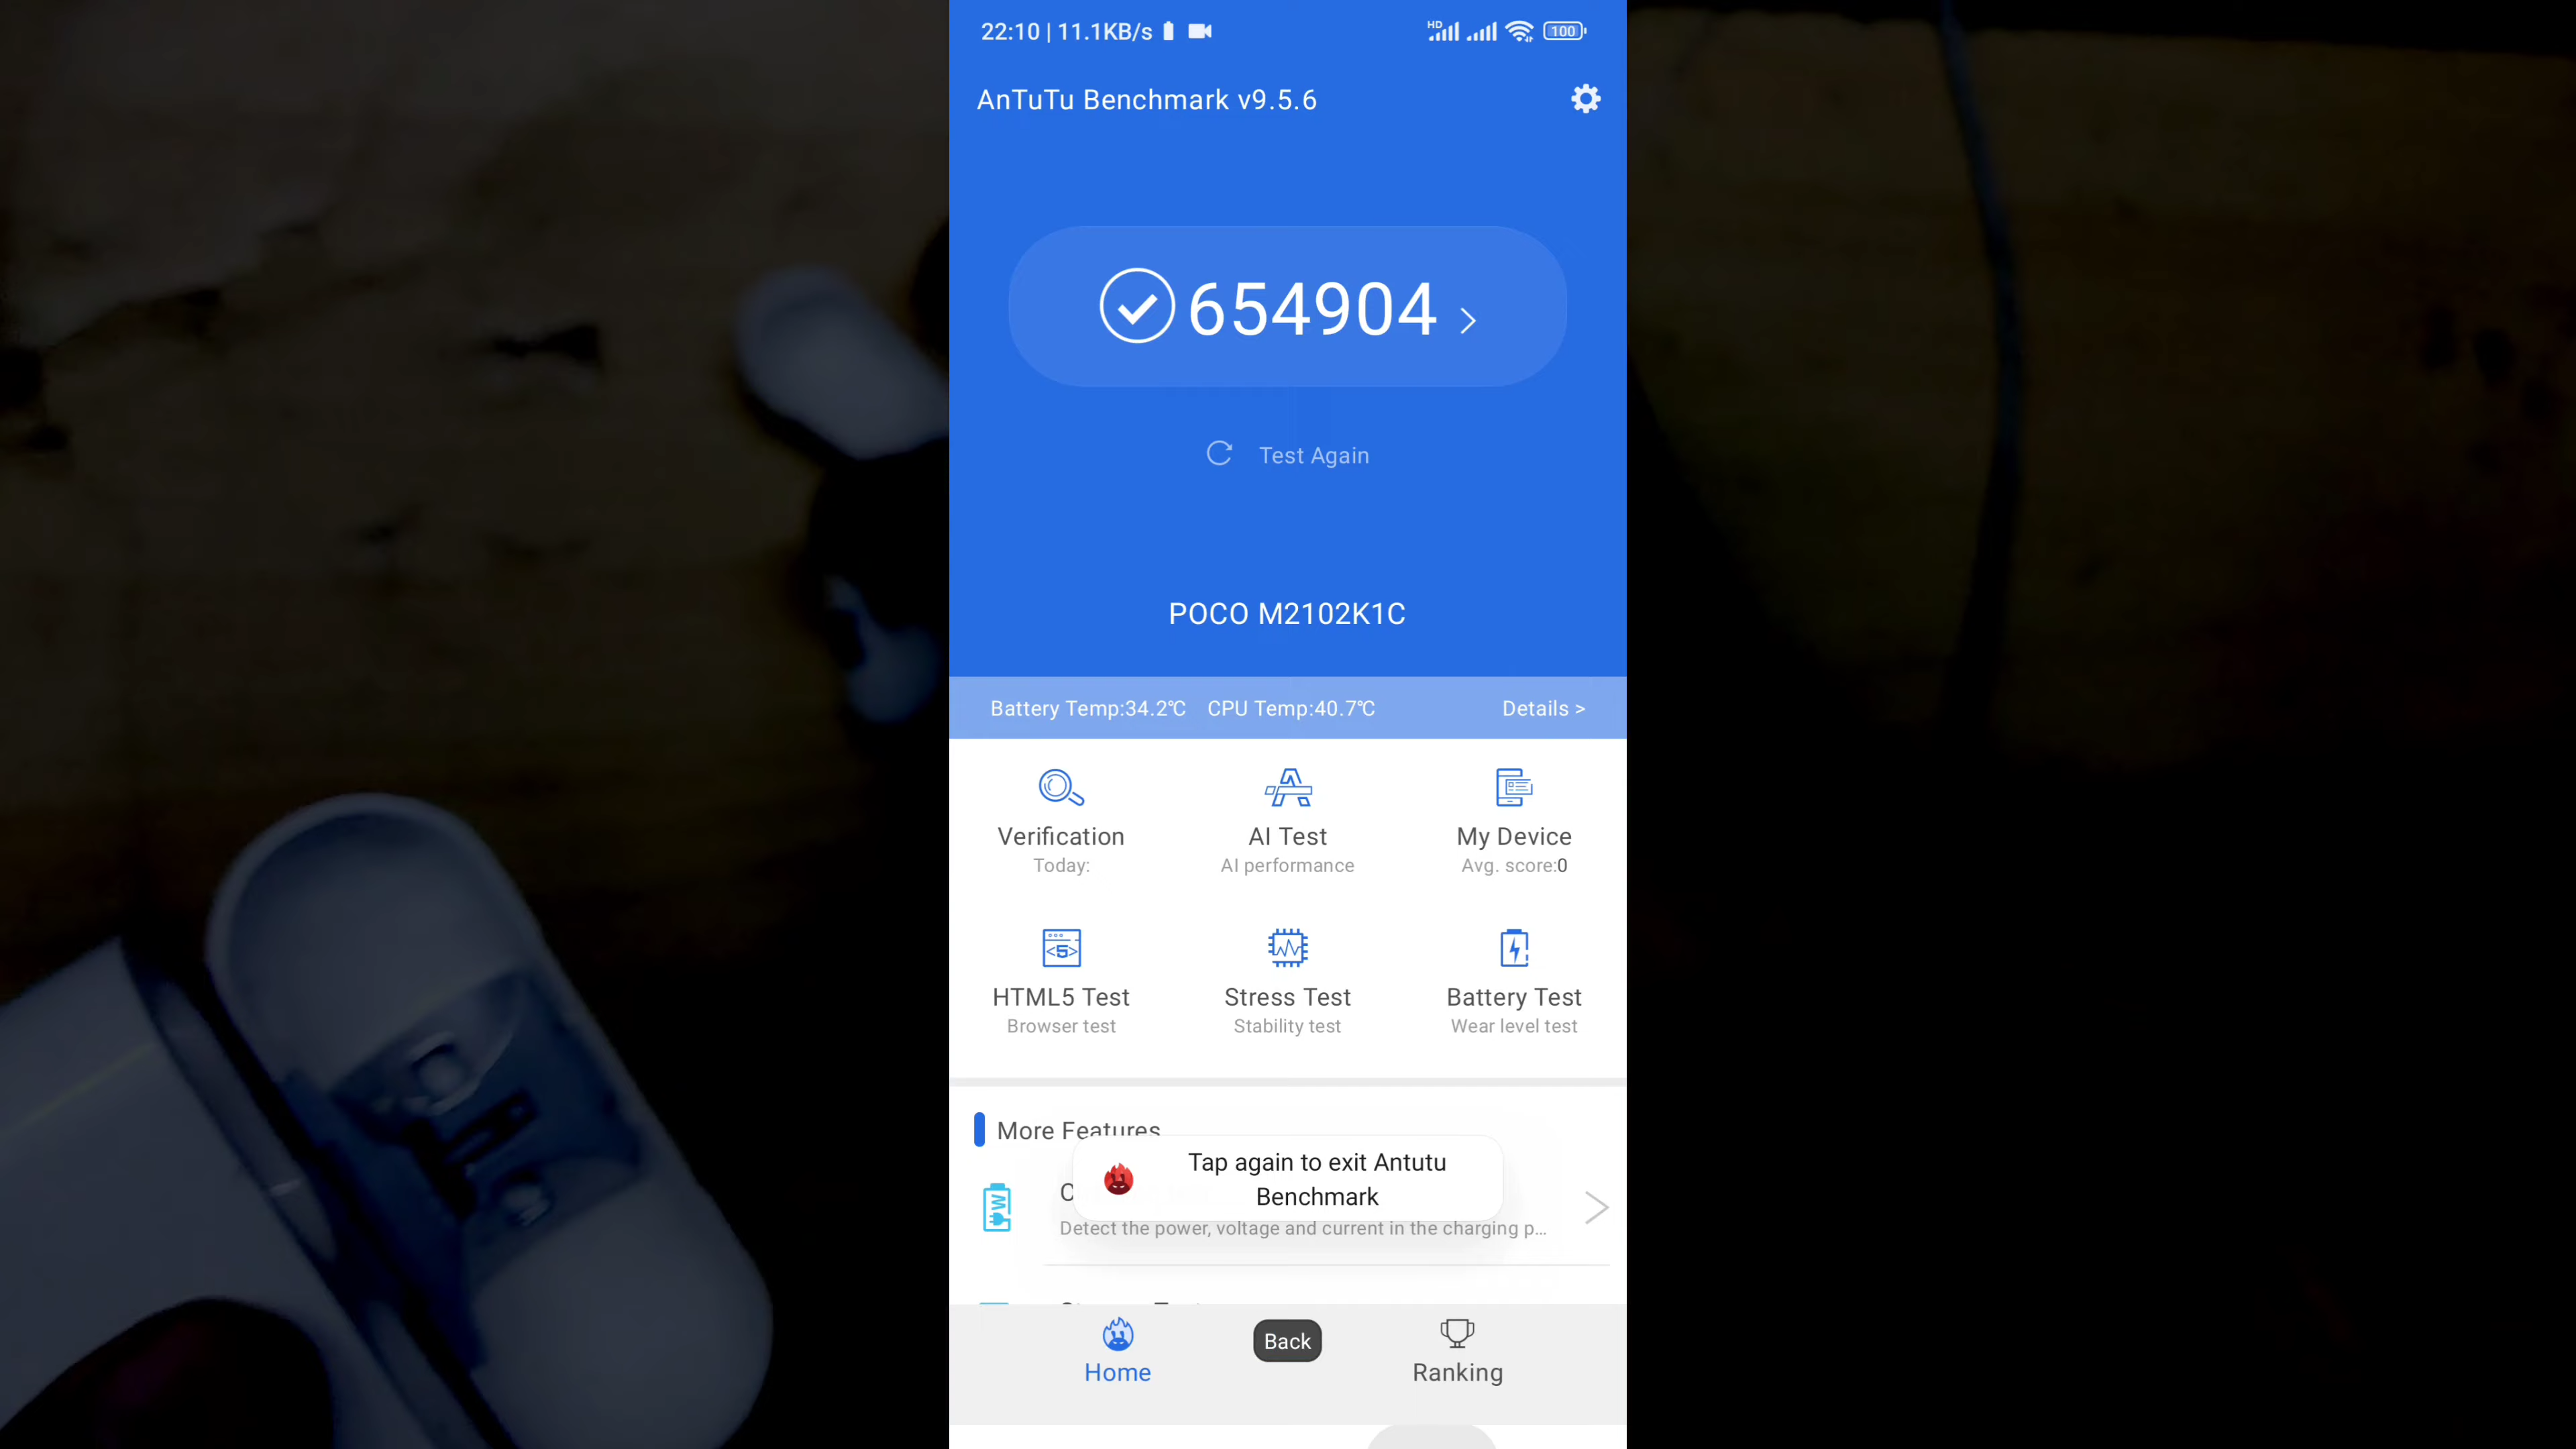 22:10 | 11.1KB/s HD 100
AnTuTu Benchmark v9.5.6
654904 >
Test Again
POCO M2102K1C
Battery Temp:34.2℃ CPU Temp:40.7℃ Details >
Verification AI Test My Device
Today: AI performance Avg. score:0
<5>
HTML5 Test Stress Test Battery Test
Browser test Stability test Wear level test
More Features
Tap again to exit Antutu
Benchmark
W
Detect the power, voltage and current in the charging p...
Back
Home Ranking